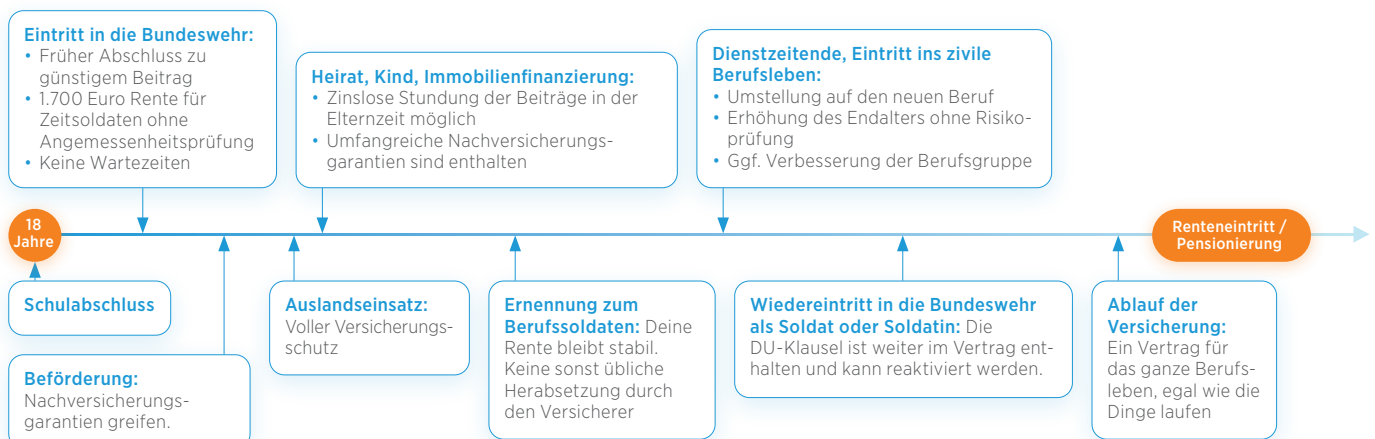 Eintritt in die Bundeswehr:
• Früher Abschluss zu
günstigem Beitrag
• 1.700 Euro Rente für
Zeitsoldaten ohne
Angemessenheitsprüfung
• Keine Wartezeiten
Heirat, Kind, Immobilienfinanzierung:
• Zinslose Stundung der Beiträge in der
Elternzeit möglich
• Umfangreiche Nachversicherungs-
garantien sind enthalten
Dienstzeitende, Eintritt ins zivile
Berufsleben:
• Umstellung auf den neuen Beruf
• Erhöhung des Endalters ohne Risiko-
prüfung
• Ggf. Verbesserung der Berufsgruppe
18
Jahre
Renteneintritt /
Pensionierung
Schulabschluss
Beförderung:
Nachversicherungs-
garantien greifen.
Auslandseinsatz:
Voller Versicherungs-
schutz
Ernennung zum
Berufssoldaten: Deine
Rente bleibt stabil.
Keine sonst übliche
Herabsetzung durch
den Versicherer
Wiedereintritt in die Bundeswehr
als Soldat oder Soldatin: Die
DU-Klausel ist weiter im Vertrag ent-
halten und kann reaktiviert werden.
Ablauf der
Versicherung:
Ein Vertrag für
das ganze Berufs-
leben, egal wie die
Dinge laufen